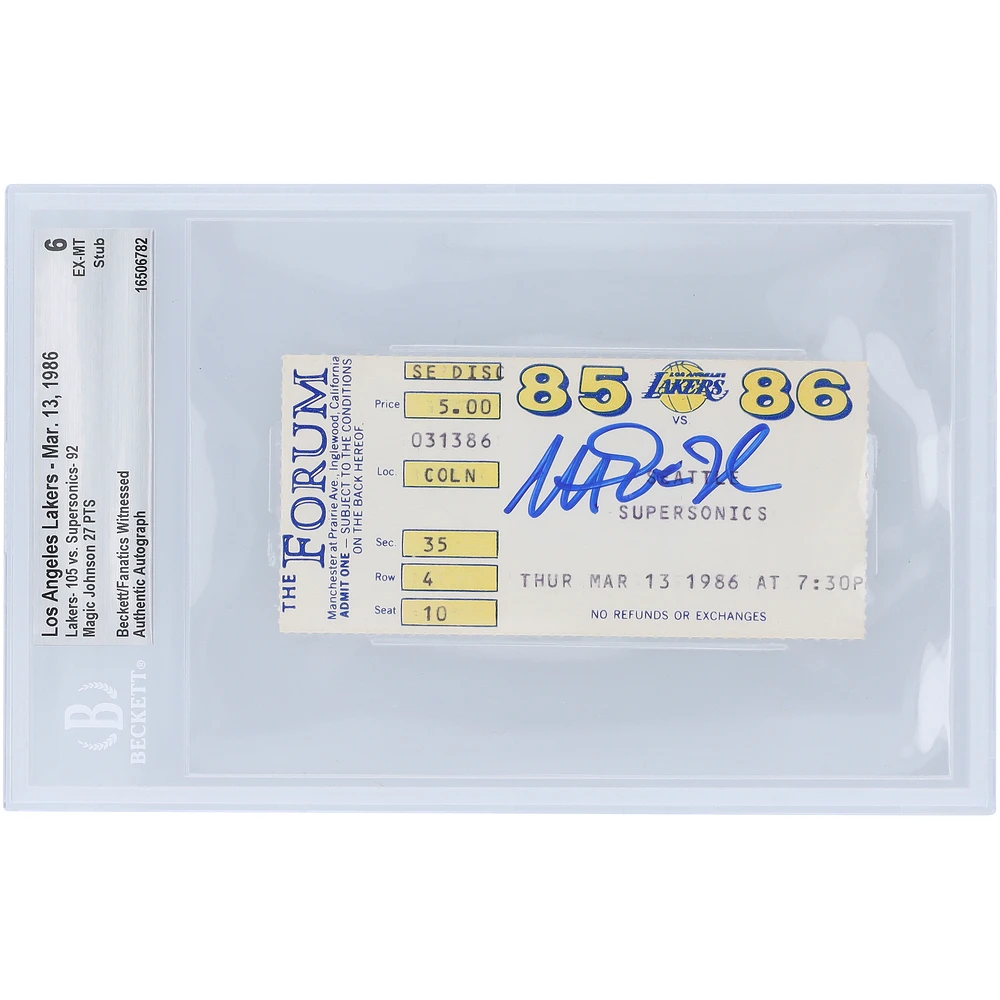 Los Angeles Lakers - Mar. 13, 1986
Lakers- 105 vs. Supersonics- 92
Magic Johnson 27 PTS
Beckett/Fanatics Witnessed
Authentic Autograph
6
EX-MT
Stub
16506782
B
BECKETT®
THE FORUM
Manchester at Prairie Ave., Inglewood, California
ADMIT ONE – SUBJECT TO THE CONDITIONS
ON THE BACK HEREOF.
SE DISC
Price 5.00
031386
Loc. COLN
Sec. 35
Row 4
Seat 10
85 LOS ANGELES LAKERS 86
VS
SEATTLE
SUPERSONICS
THUR MAR 13 1986 AT 7:30P
NO REFUNDS OR EXCHANGES